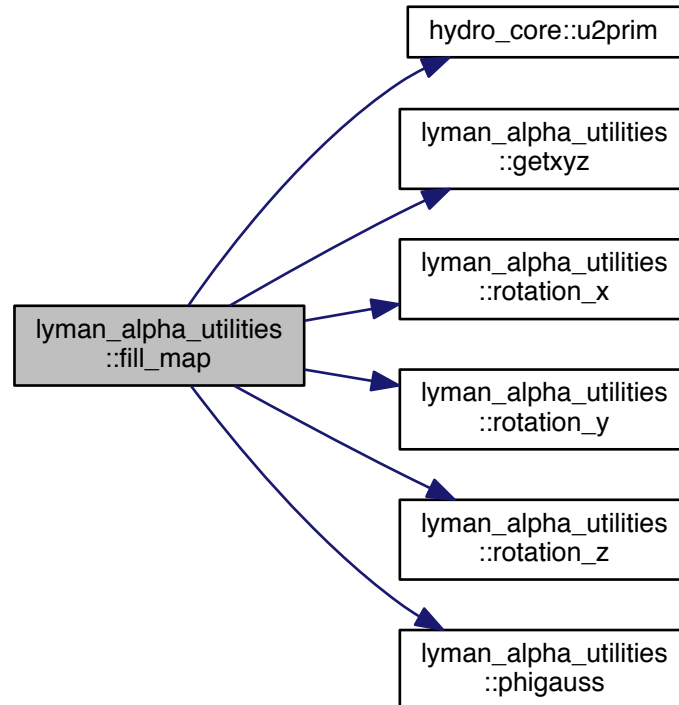 hydro_core::u2prim
lyman_alpha_utilities
::getxyz
lyman_alpha_utilities
::rotation_x
lyman_alpha_utilities
::fill_map
lyman_alpha_utilities
::rotation_y
lyman_alpha_utilities
::rotation_z
lyman_alpha_utilities
::phigauss